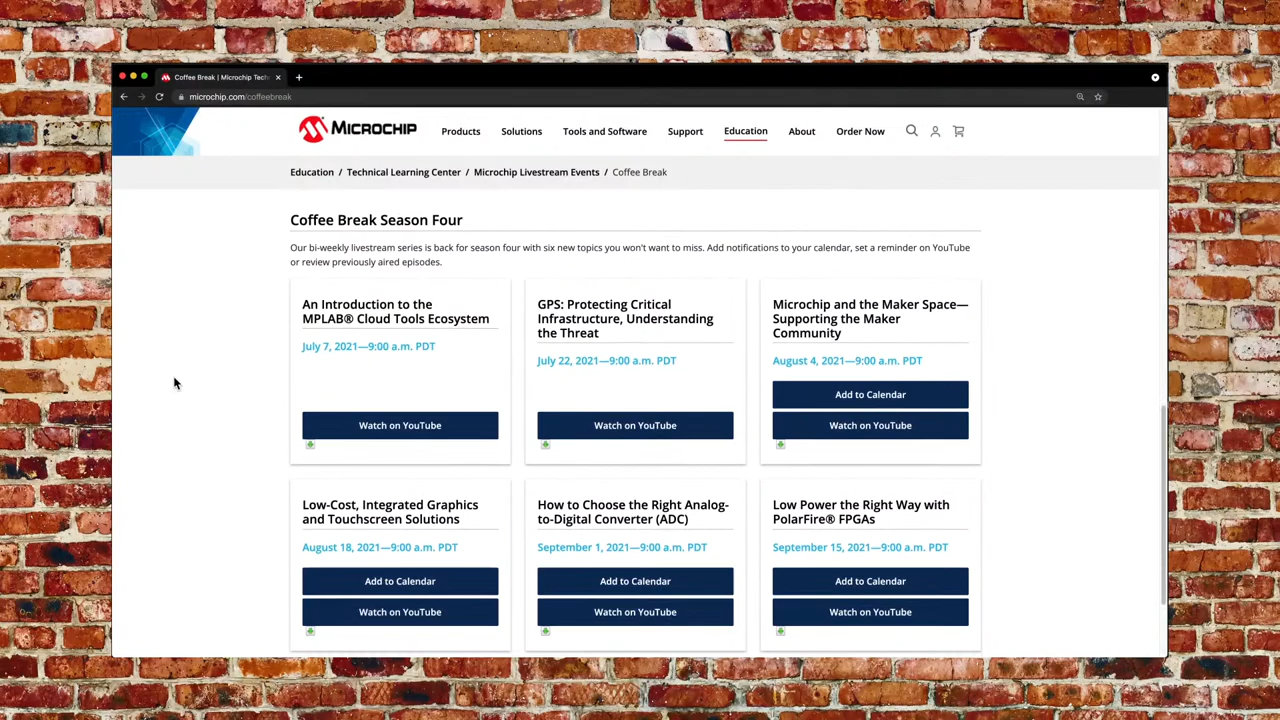 Coffee Break | Microchip Tech
microchip.com/coffeebreak
MICROCHIP
Products Solutions Tools and Software Support Education About Order Now
Education / Technical Learning Center / Microchip Livestream Events / Coffee Break
Coffee Break Season Four
Our bi-weekly livestream series is back for season four with six new topics you won't want to miss. Add notifications to your calendar, set a reminder on YouTube
or review previously aired episodes.
An Introduction to the
MPLAB® Cloud Tools Ecosystem
July 7, 2021—9:00 a.m. PDT
Watch on YouTube
GPS: Protecting Critical
Infrastructure, Understanding
the Threat
July 22, 2021—9:00 a.m. PDT
Watch on YouTube
Microchip and the Maker Space—
Supporting the Maker
Community
August 4, 2021—9:00 a.m. PDT
Add to Calendar
Watch on YouTube
Low-Cost, Integrated Graphics
and Touchscreen Solutions
August 18, 2021—9:00 a.m. PDT
Add to Calendar
Watch on YouTube
How to Choose the Right Analog-
to-Digital Converter (ADC)
September 1, 2021—9:00 a.m. PDT
Add to Calendar
Watch on YouTube
Low Power the Right Way with
PolarFire® FPGAs
September 15, 2021—9:00 a.m. PDT
Add to Calendar
Watch on YouTube